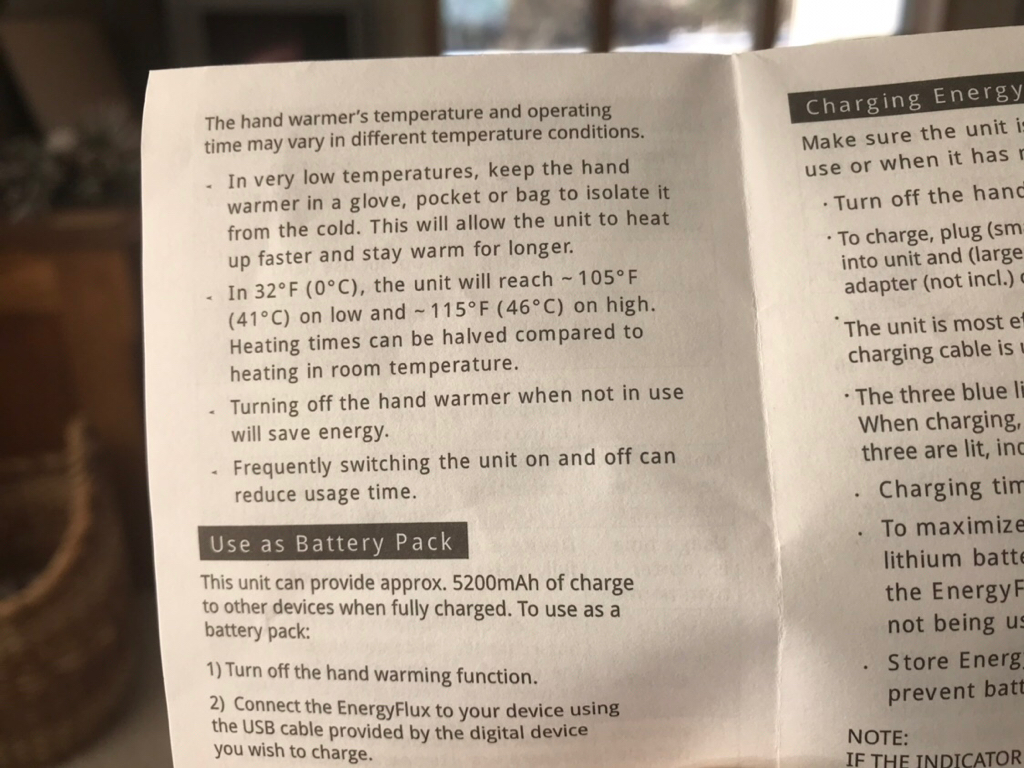 The hand warmer's temperature and operating
time may vary in different temperature conditions.
- In very low temperatures, keep the hand
warmer in a glove, pocket or bag to isolate it
from the cold. This will allow the unit to heat
up faster and stay warm for longer.
- In 32°F (0°C), the unit will reach ~105°F
(41°C) on low and ~115°F (46°C) on high.
Heating times can be halved compared to
heating in room temperature.
- Turning off the hand warmer when not in use
will save energy.
- Frequently switching the unit on and off can
reduce usage time.
Use as Battery Pack
This unit can provide approx. 5200mAh of charge
to other devices when fully charged. To use as a
battery pack:
1) Turn off the hand warming function.
2) Connect the EnergyFlux to your device using
the USB cable provided by the digital device
you wish to charge.
Charging Energy
Make sure the unit
use or when it has
· Turn off the hand
· To charge, plug (sm
into unit and (large
adapter (not incl.)
· The unit is most
charging cable is
· The three blue
When charging,
three are lit,
· Charging
· To maximize
lithium
the
not being
· Store
prevent
NOTE:
IF THE INDICATOR